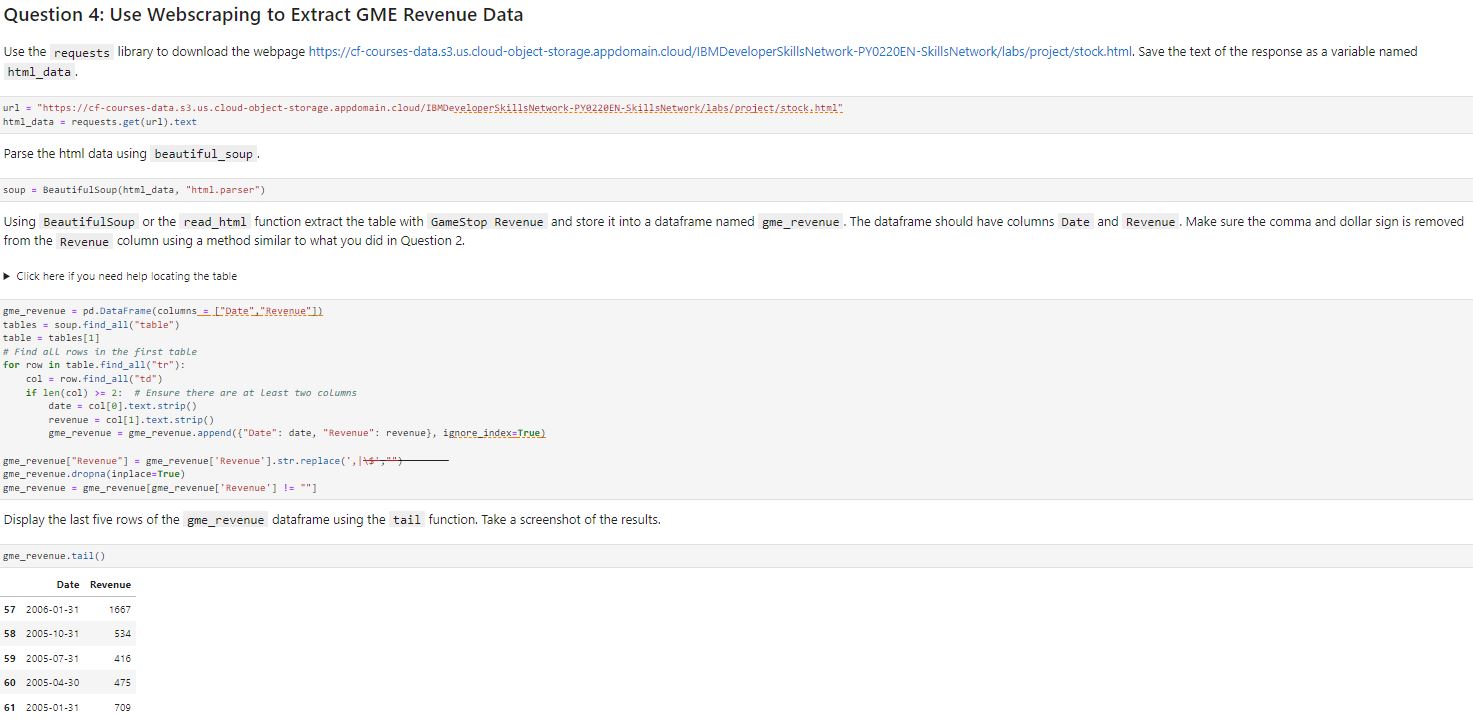 Question 4: Use Webscraping to Extract GME Revenue Data
Use the requests library to download the webpage https://cf-courses-data.s3.us.cloud-object-storage.appdomain.cloud/IBMDeveloperSkillsNetwork-PY0220EN-SkillsNetwork/labs/project/stock.html. Save the text of the response as a variable named
html_data.
url = "https://cf-courses-data.s3.us.cloud-object-storage.appdomain.cloud/IBMDeveloperSkillsNetwork-PY0220EN-SkillsNetwork/labs/project/stock.html"
html_data = requests.get(url).text
Parse the html data using beautiful_soup.
soup = BeautifulSoup(html_data, "html.parser")
Using BeautifulSoup or the read_html function extract the table with GameStop Revenue and store it into a dataframe named gme_revenue. The dataframe should have columns Date and Revenue. Make sure the comma and dollar sign is removed
from the Revenue column using a method similar to what you did in Question 2.
▶ Click here if you need help locating the table
gme_revenue = pd.DataFrame(columns = ["Date","Revenue"])
tables = soup.find_all("table")
table = tables[1]
# Find all rows in the first table
for row in table.find_all("tr"):
    col = row.find_all("td")
    if len(col) >= 2:  # Ensure there are at least two columns
        date = col[0].text.strip()
        revenue = col[1].text.strip()
        gme_revenue = gme_revenue.append({"Date": date, "Revenue": revenue}, ignore_index=True)
gme_revenue["Revenue"] = gme_revenue['Revenue'].str.replace(',|\$',"")
gme_revenue.dropna(inplace=True)
gme_revenue = gme_revenue[gme_revenue['Revenue'] != ""]
Display the last five rows of the gme_revenue dataframe using the tail function. Take a screenshot of the results.
gme_revenue.tail()
Date Revenue
57 2006-01-31 1667
58 2005-10-31 534
59 2005-07-31 416
60 2005-04-30 475
61 2005-01-31 709